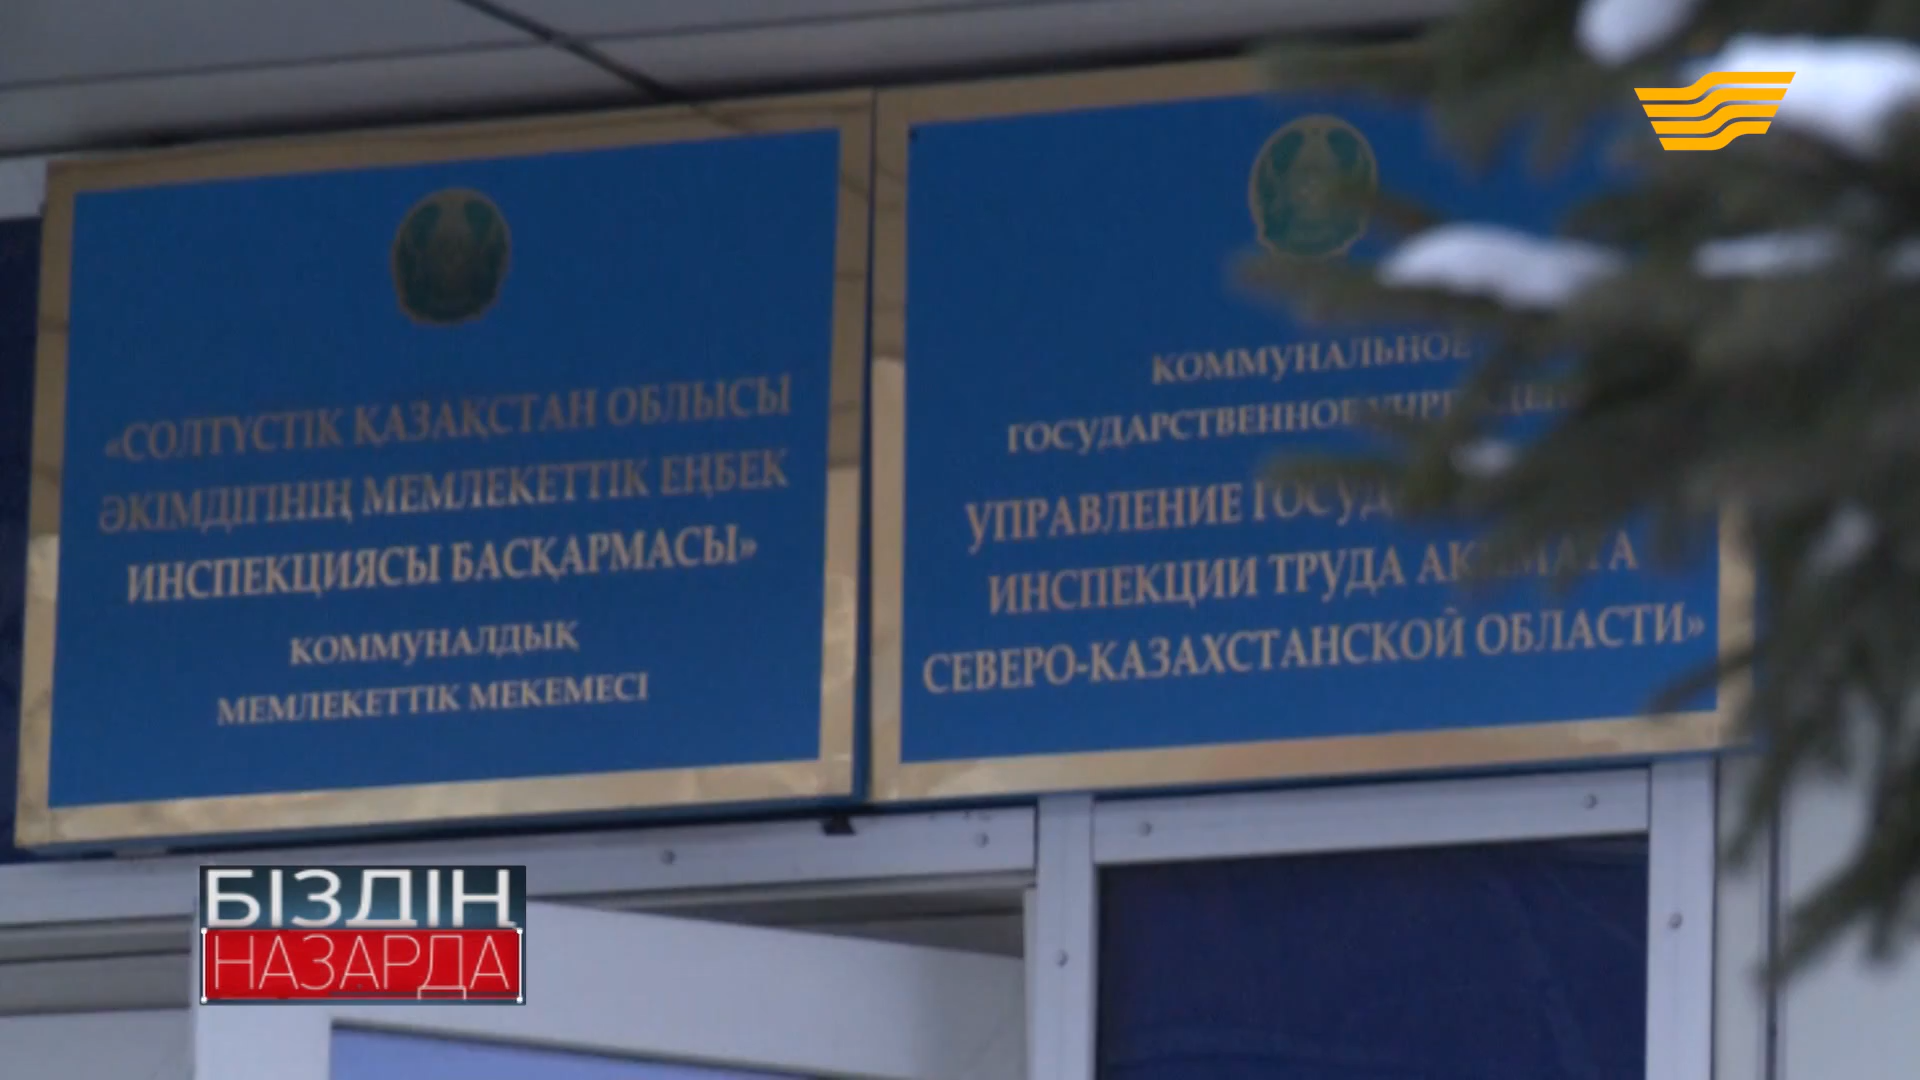 «СОЛТҮСТІК ҚАЗАҚСТАН ОБЛЫСЫ
ӘКІМДІГІНІҢ МЕМЛЕКЕТТІК ЕҢБЕК
ИНСПЕКЦИЯСЫ БАСҚАРМАСЫ»
КОММУНАЛДЫҚ
МЕМЛЕКЕТТІК МЕКЕМЕСІ
КОММУНАЛЬНОЕ
ГОСУДАРСТВЕННОЕ
УПРАВЛЕНИЕ
ИНСПЕКЦИИ ТРУДА АКИМАТА
СЕВЕРО-КАЗАХСТАНСКОЙ ОБЛАСТИ»
БІЗДІҢ
НАЗАРДА